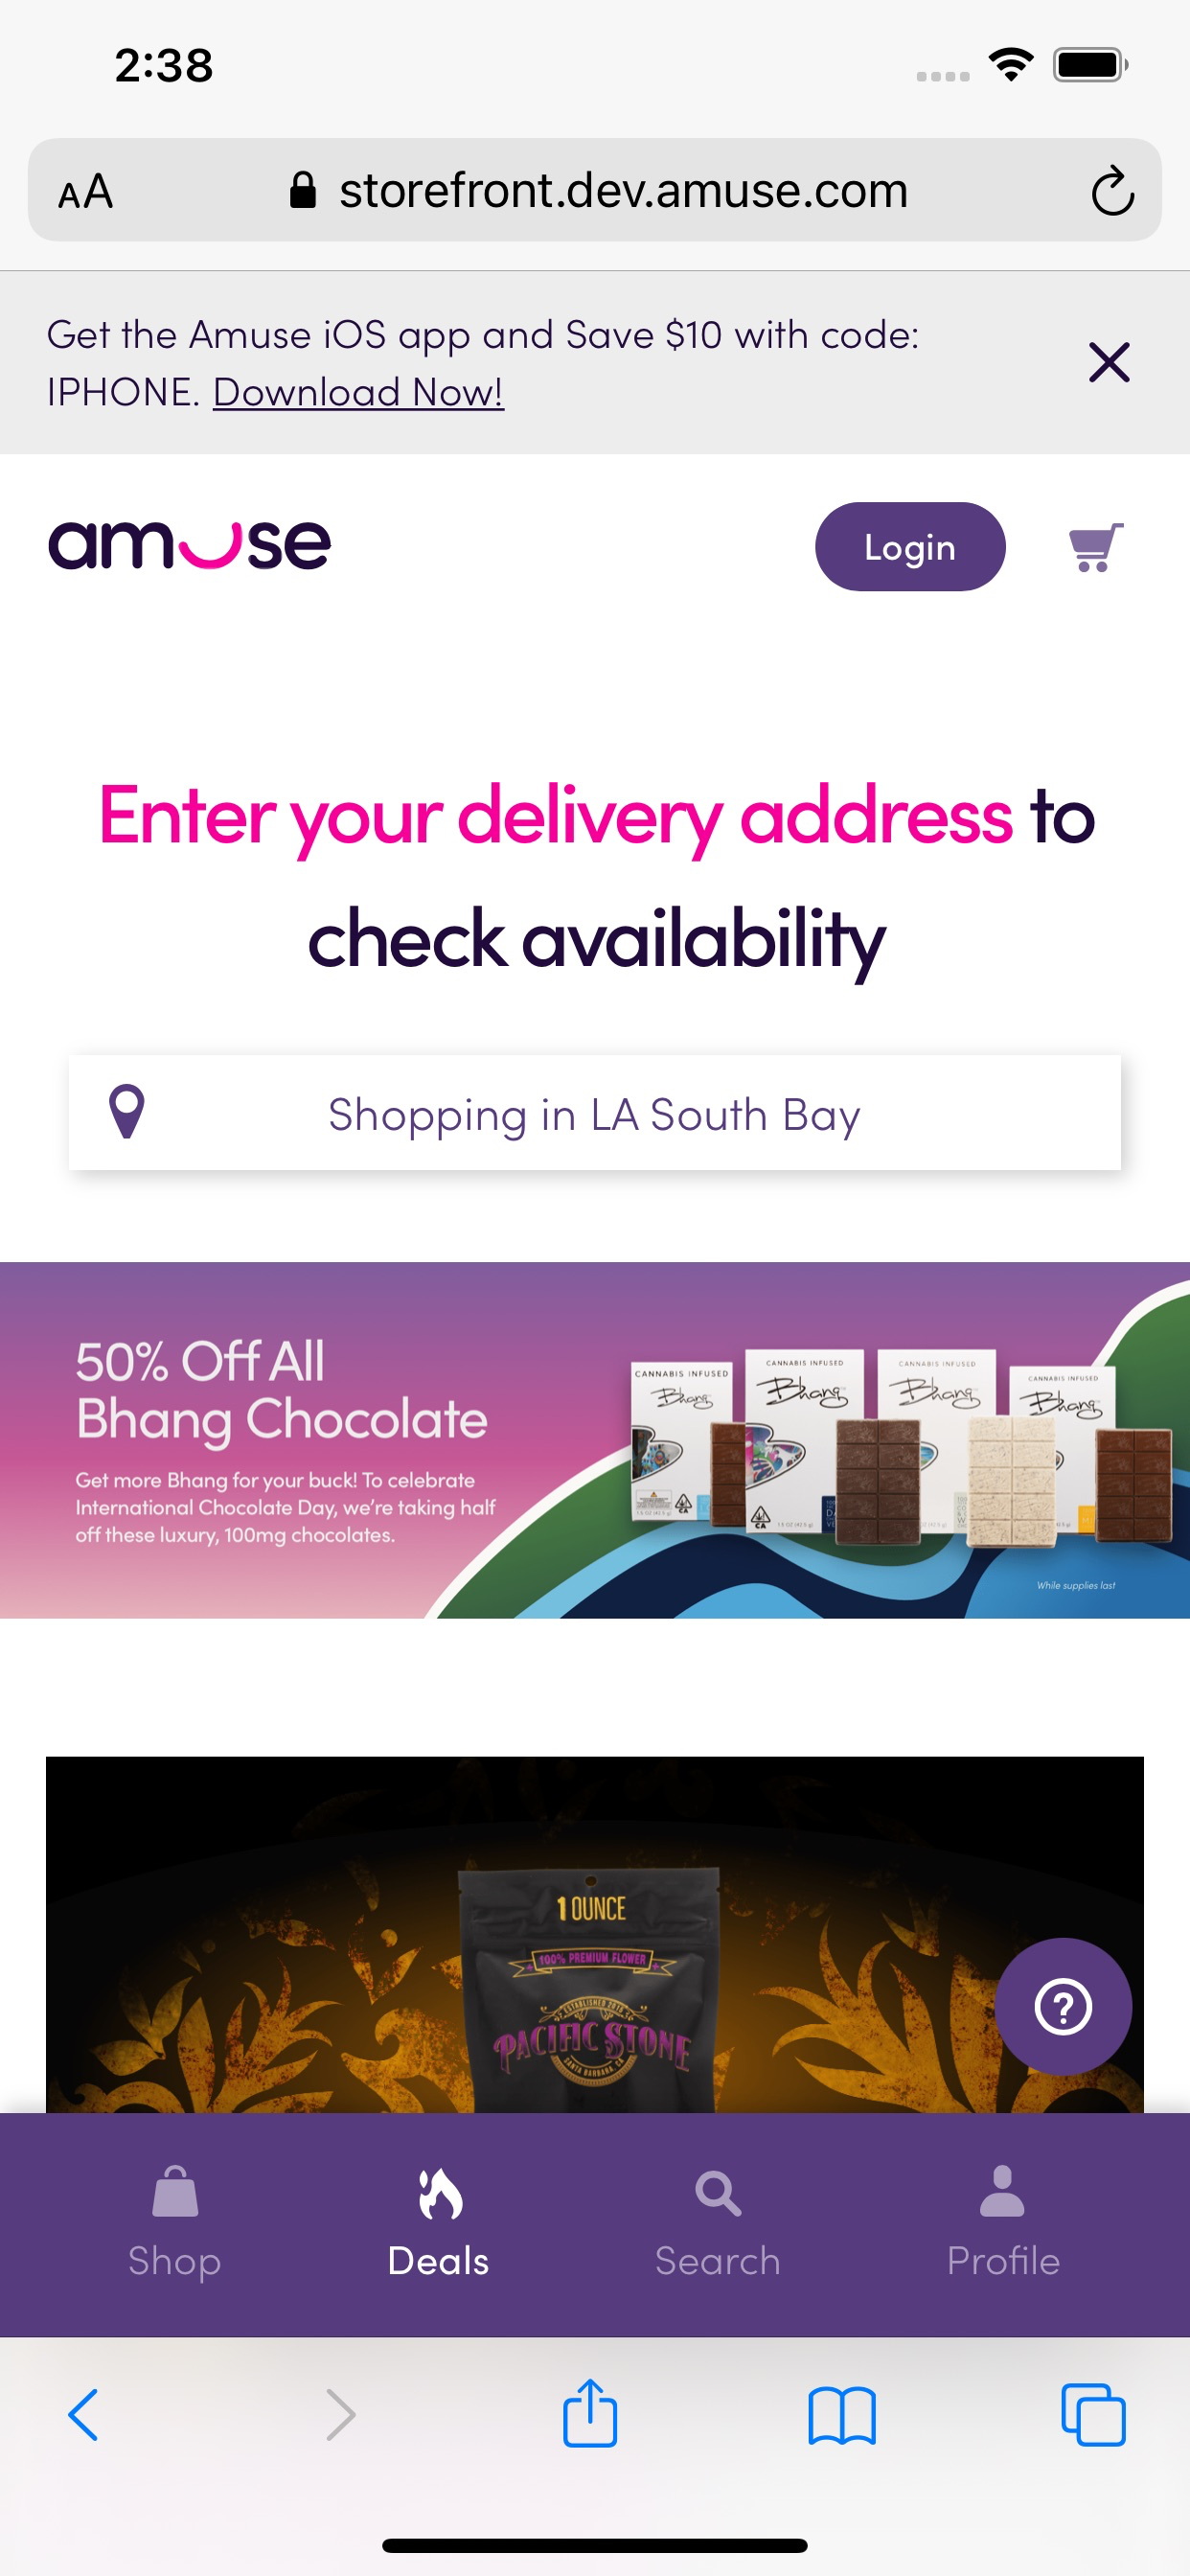 2:38
AA storefront.dev.amuse.com
Get the Amuse iOS app and Save $10 with code:
IPHONE. Download Now!
amuse
Login
Enter your delivery address to
check availability
Shopping in LA South Bay
50% Off All
Bhang Chocolate
Get more Bhang for your buck! To celebrate
International Chocolate Day, we're taking half
off these luxury, 100mg chocolates.
CANNABIS INFUSED
Bhang
CANNABIS INFUSED
Bhang
CANNABIS INFUSED
Bhang
CANNABIS INFUSED
Bhang
CA
While supplies last
1 OUNCE
100% PREMIUM FLOWER
PACIFIC STONE
SANTA BARBARA, CA
?
Shop
Deals
Search
Profile